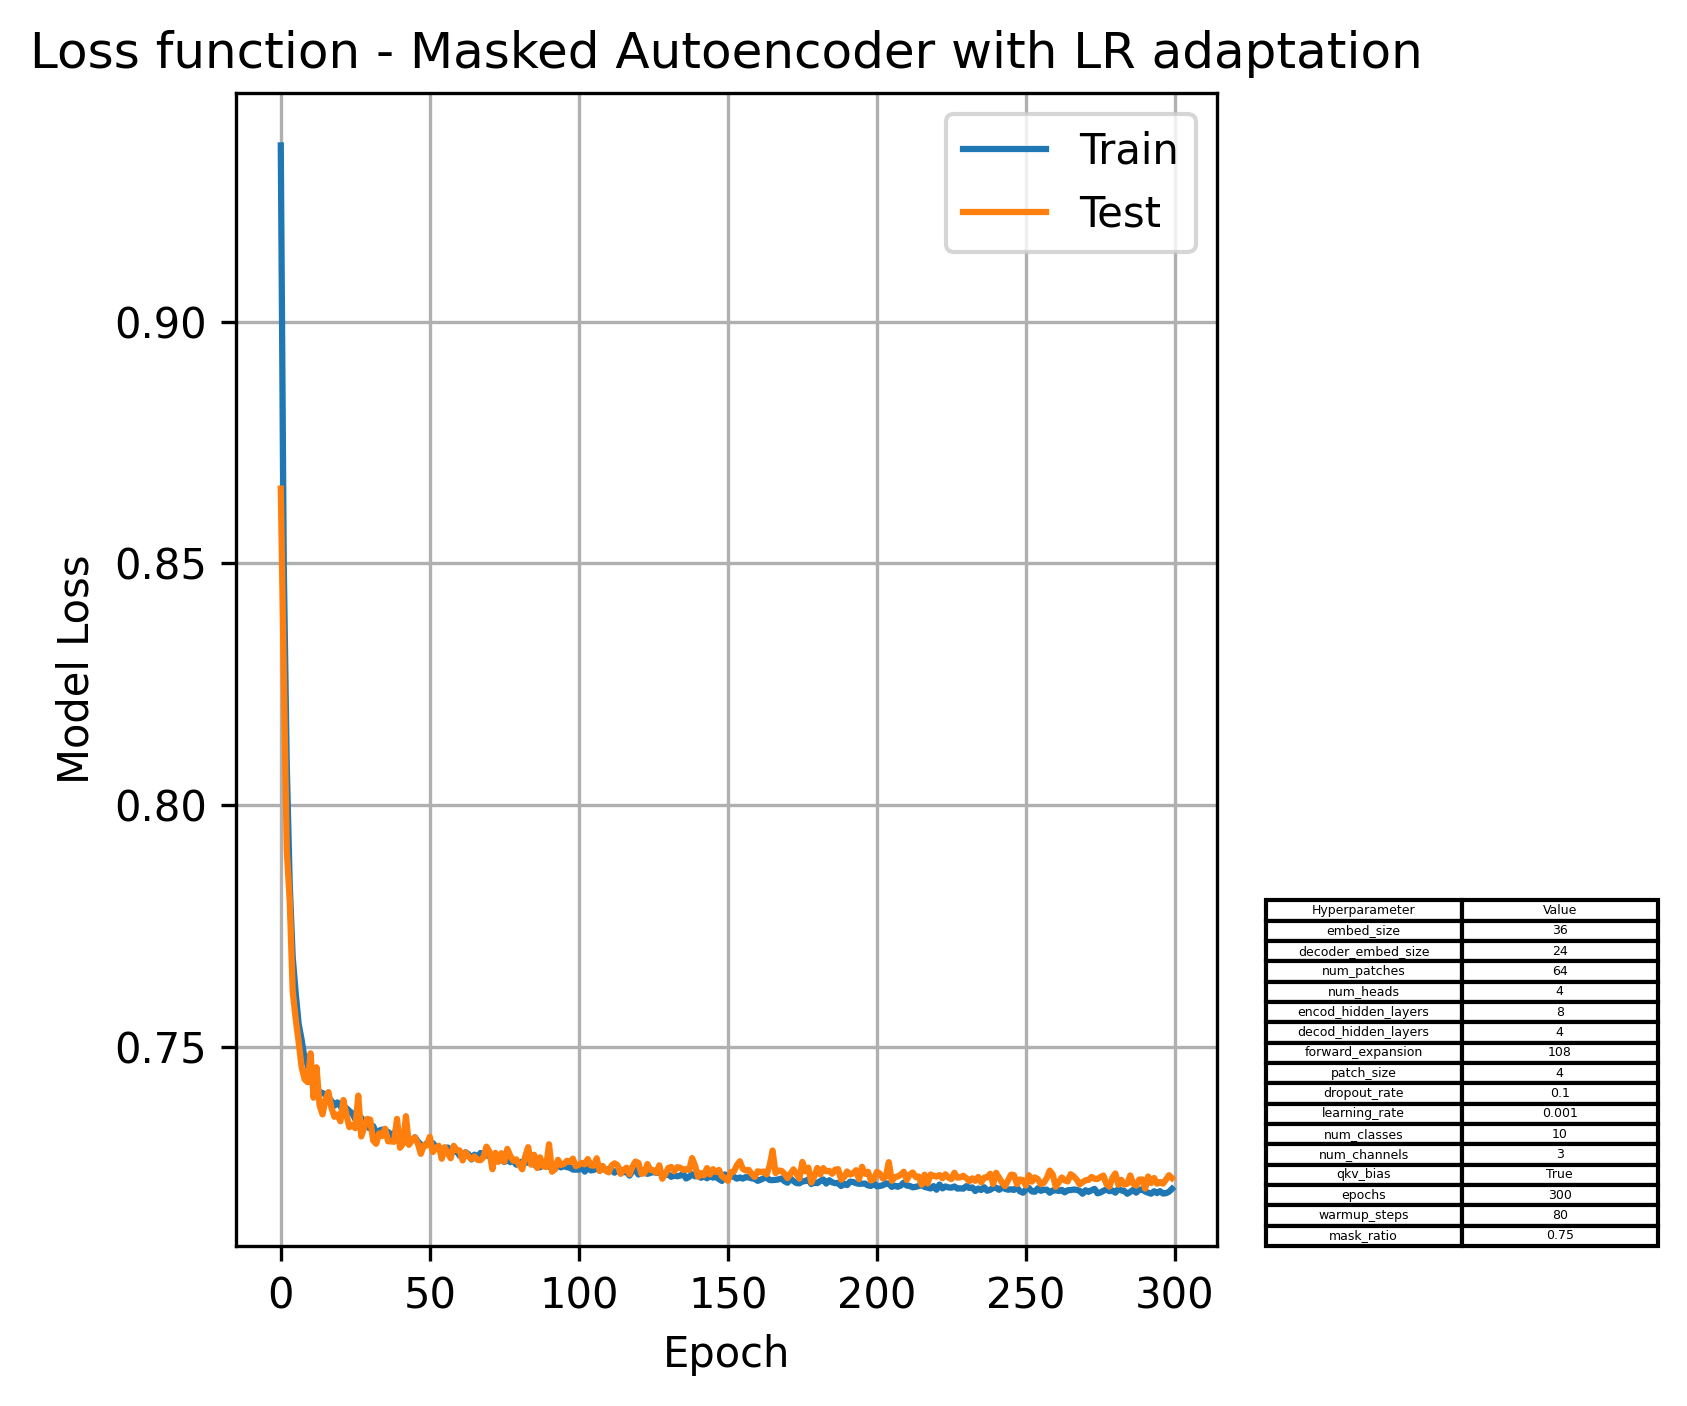 Loss function - Masked Autoencoder with LR adaptation
Train
Test
0.90
0.85
0.80
0.75
Model Loss
0 50 100 150 200 250 300
Epoch
Hyperparameter Value
embed_size 36
decoder_embed_size 24
num_patches 64
num_heads 4
encod_hidden_layers 8
decod_hidden_layers 4
forward_expansion 108
patch_size 4
dropout_rate 0.1
learning_rate 0.001
num_classes 10
num_channels 3
qkv_bias True
epochs 300
warmup_steps 80
mask_ratio 0.75